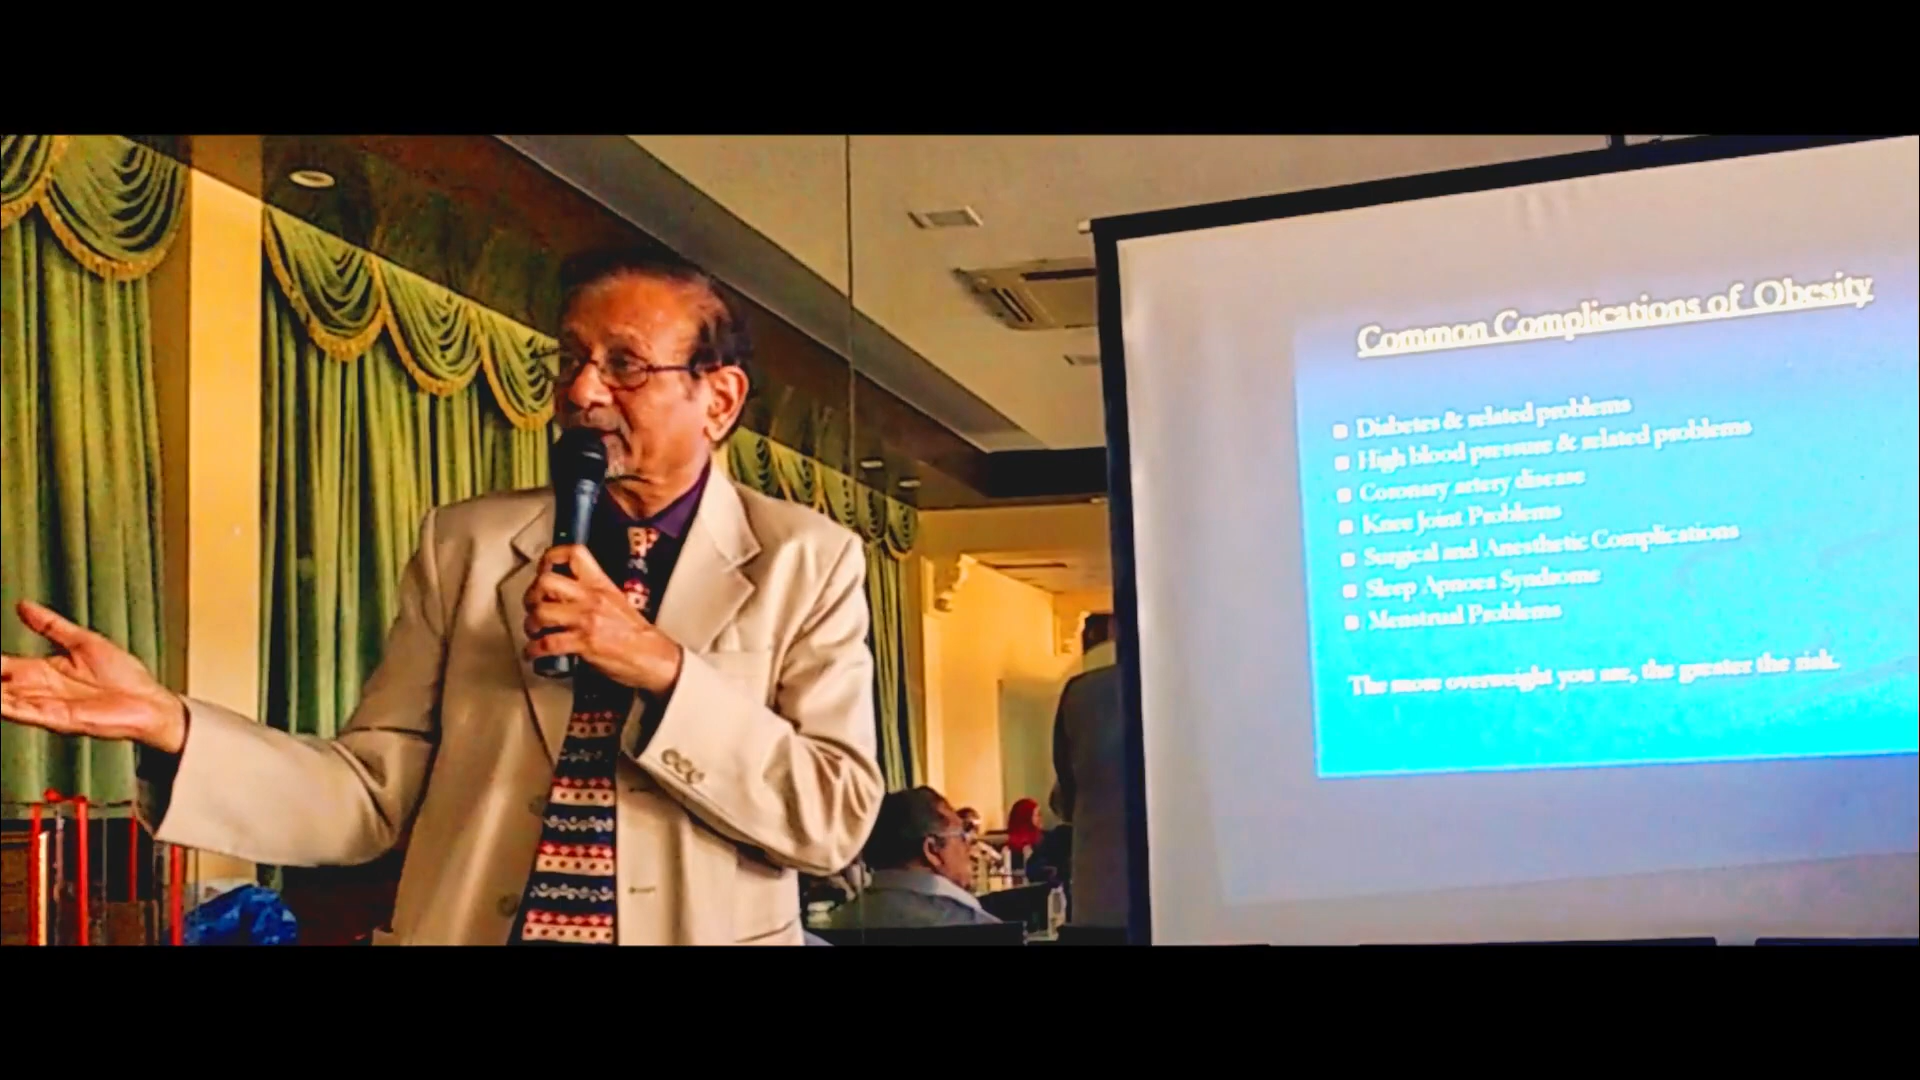 Common Complications of Obesity
Diabetes & related problems
High blood pressure & related problems
Coronary artery disease
Knee Joint Problems
Surgical and Anesthetic Complications
Sleep Apnoea Syndrome
Menstrual Problems
The more overweight you are, the greater the risk.